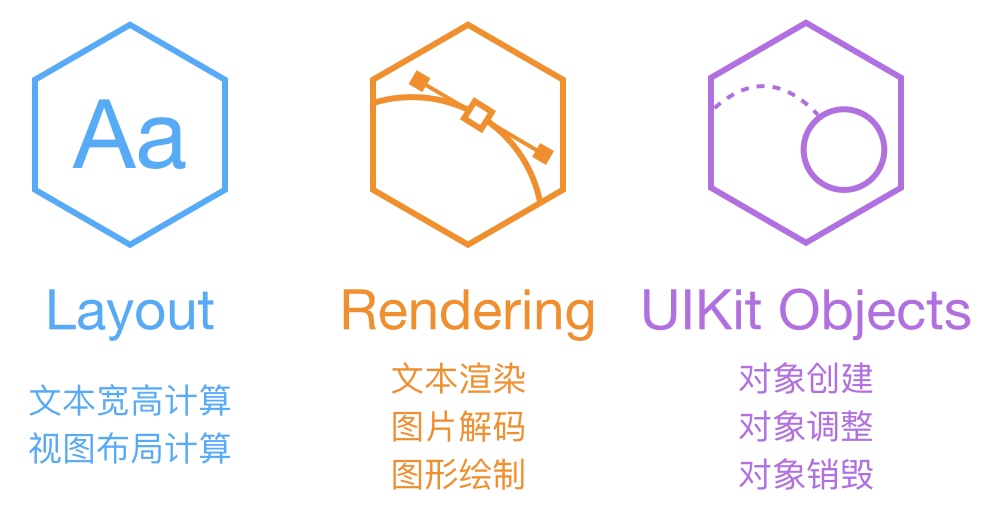 Aa
Layout
文本宽高计算
视图布局计算
Rendering
文本渲染
图片解码
图形绘制
UIKit Objects
对象创建
对象调整
对象销毁